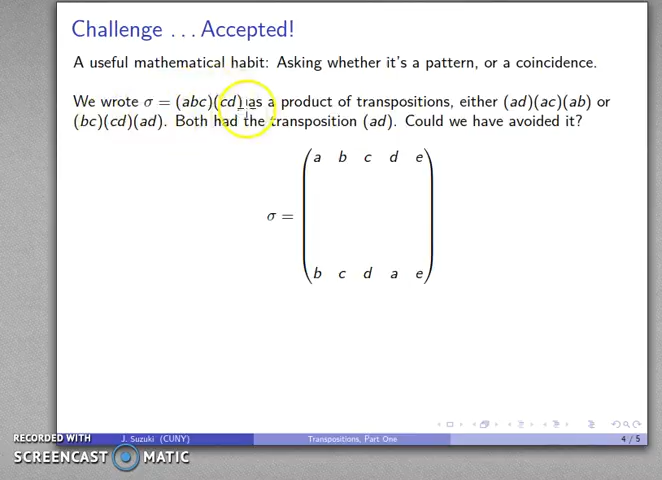 Challenge . . . Accepted!
A useful mathematical habit: Asking whether it's a pattern, or a coincidence.
We wrote σ = (abc)(cd) as a product of transpositions, either (ad)(ac)(ab) or
(bc)(cd)(ad). Both had the transposition (ad). Could we have avoided it?
a b c d e
σ =
b c d a e
4 / 5
RECORDED WITH
J. Suzuki (CUNY) Transpositions, Part One
SCREENCAST MATIC